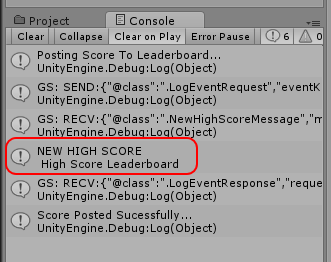 Project
Console
Clear Collapse Clear on Play Error Pause 6 0
Posting Score To Leaderboard...
UnityEngine.Debug:Log(Object)
GS: SEND:{"@class":".LogEventRequest","eventK
UnityEngine.Debug:Log(Object)
GS: RECV:{"@class":".NewHighScoreMessage","m
UnityEngine.Debug:Log(Object)
NEW HIGH SCORE
High Score Leaderboard
GS: RECV:{"@class":".LogEventResponse","reque
UnityEngine.Debug:Log(Object)
Score Posted Sucessfully...
UnityEngine.Debug:Log(Object)